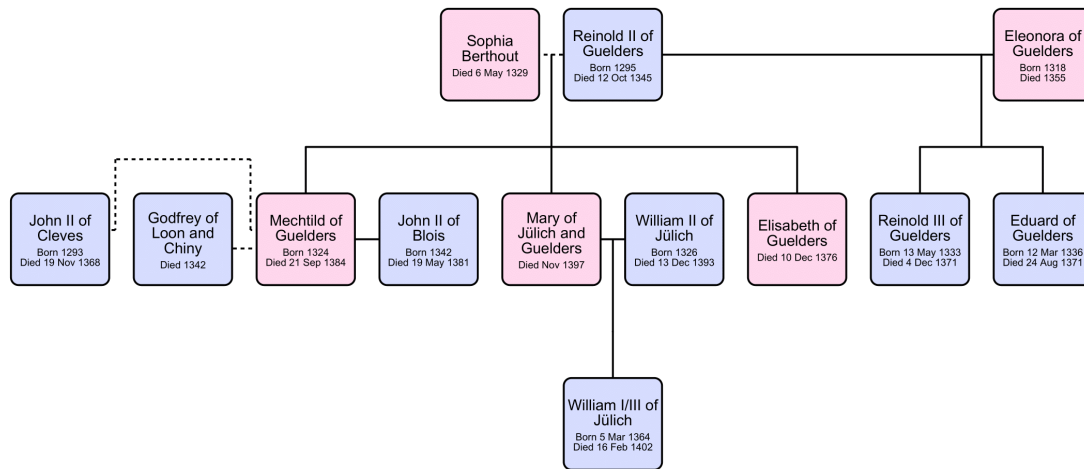 Sophia
Berthout
Died 6 May 1329
Reinold II of
Guelders
Born 1295
Died 12 Oct 1345
Eleonora of
Guelders
Born 1318
Died 1355
John II of
Cleves
Born 1293
Died 19 Nov 1368
Godfrey of
Loon and
Chiny
Died 1342
Mechtild of
Guelders
Born 1324
Died 21 Sep 1384
John II of
Blois
Born 1342
Died 19 May 1381
Mary of
Jülich and
Guelders
Died Nov 1397
William II of
Jülich
Born 1326
Died 13 Dec 1393
Elisabeth of
Guelders
Died 10 Dec 1376
Reinold III of
Guelders
Born 13 May 1333
Died 4 Dec 1371
Eduard of
Guelders
Born 12 Mar 1336
Died 24 Aug 1371
William I/III of
Jülich
Born 5 Mar 1364
Died 16 Feb 1402